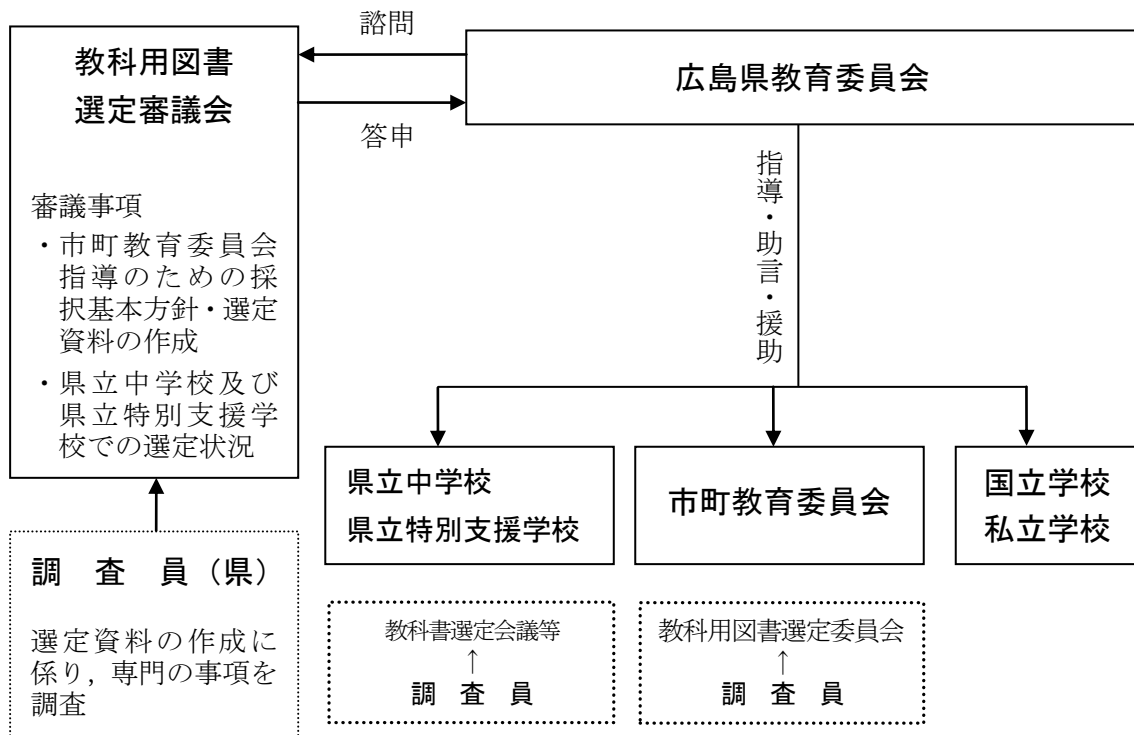 諮問
教科用図書
選定審議会
広島県教育委員会
答申
審議事項
・市町教育委員会
指導のための採
択基本方針・選定
資料の作成
・県立中学校及び
県立特別支援学
校での選定状況
指導・助言・援助
県立中学校
県立特別支援学校
市町教育委員会
国立学校
私立学校
調査員（県）
選定資料の作成に
係り，専門の事項を
調査
教科書選定会議等
↑
調査員
教科用図書選定委員会
↑
調査員